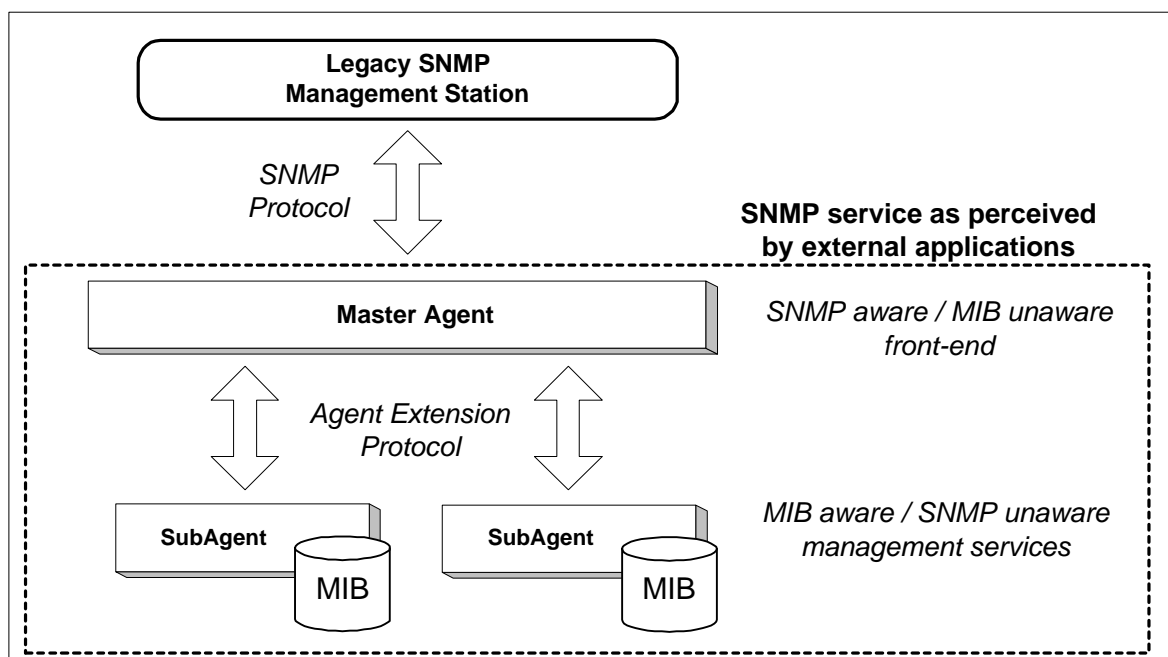 Legacy SNMP
Management Station
SNMP
Protocol
SNMP service as perceived
by external applications
Master Agent
SNMP aware / MIB unaware
front-end
Agent Extension
Protocol
SubAgent
MIB
SubAgent
MIB
MIB aware / SNMP unaware
management services